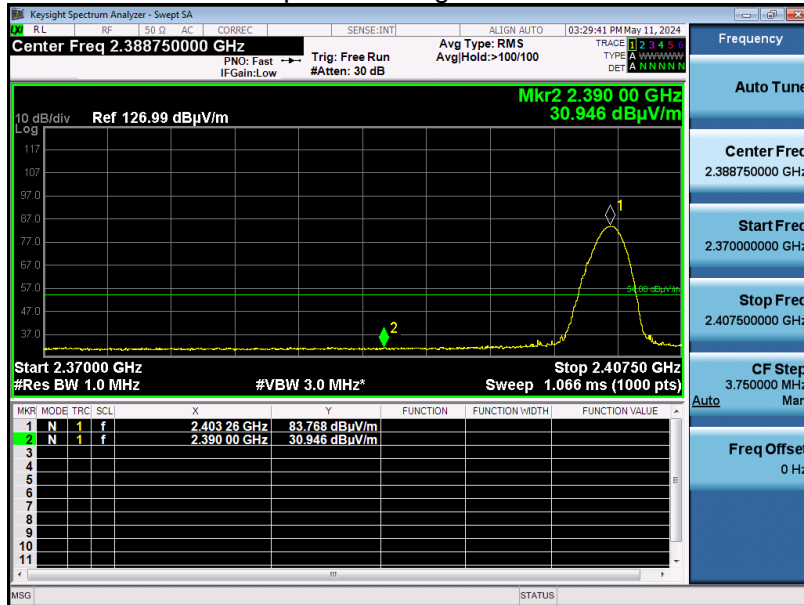 Keysight Spectrum Analyzer - Swept SA
LXI RL RF 50 Ω AC CORREC SENSE:INT ALIGN AUTO 03:29:41 PM May 11, 2024
Center Freq 2.388750000 GHz
PNO: Fast
IFGain:Low
Trig: Free Run
#Atten: 30 dB
Avg Type: RMS
Avg|Hold:>100/100
TRACE 1 2 3 4 5 6
TYPE A WWWWW
DET A N N N N N
Mkr2 2.390 00 GHz
30.946 dBµV/m
10 dB/div Ref 126.99 dBµV/m
Log
117
107
97.0
87.0
77.0
67.0
57.0
47.0
37.0
1
2
54.00 dBµV/m
Start 2.37000 GHz Stop 2.40750 GHz
#Res BW 1.0 MHz #VBW 3.0 MHz* Sweep 1.066 ms (1000 pts)
MKR MODE TRC SCL X Y FUNCTION FUNCTION WIDTH FUNCTION VALUE
1 N 1 f 2.403 26 GHz 83.768 dBµV/m
2 N 1 f 2.390 00 GHz 30.946 dBµV/m
3
4
5
6
7
8
9
10
11
MSG STATUS
Frequency
Auto Tune
Center Freq
2.388750000 GHz
Start Freq
2.370000000 GHz
Stop Freq
2.407500000 GHz
CF Step
3.750000 MHz
Auto Man
Freq Offset
0 Hz